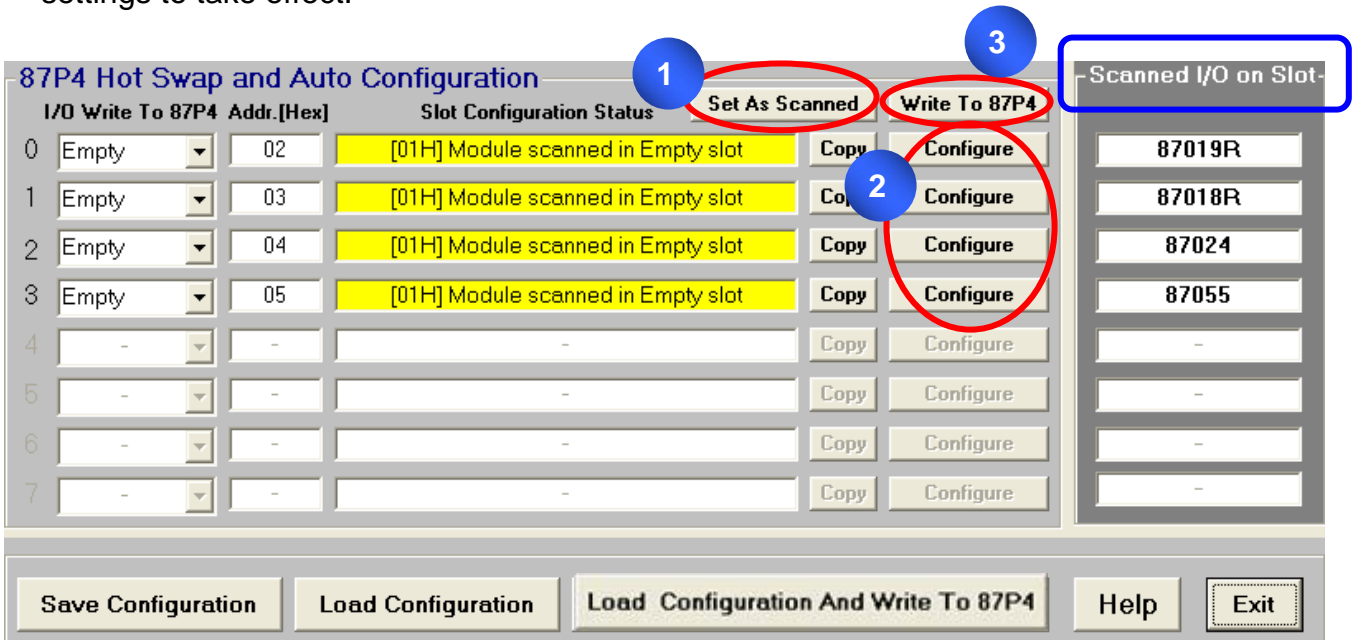 settings to take effect.
3
1
87P4 Hot Swap and Auto Configuration
Scanned I/O on Slot
I/O Write To 87P4 Addr.[Hex] Slot Configuration Status Set As Scanned Write To 87P4
0 Empty 02 [01H] Module scanned in Empty slot Copy Configure 87019R
2
1 Empty 03 [01H] Module scanned in Empty slot Configure 87018R
2 Empty 04 [01H] Module scanned in Empty slot Copy Configure 87024
3 Empty 05 [01H] Module scanned in Empty slot Copy Configure 87055
4 - - - Copy Configure -
5 - - - Copy Configure -
6 - - - Copy Configure -
7 - - - Copy Configure -
Save Configuration Load Configuration Load Configuration And Write To 87P4 Help Exit